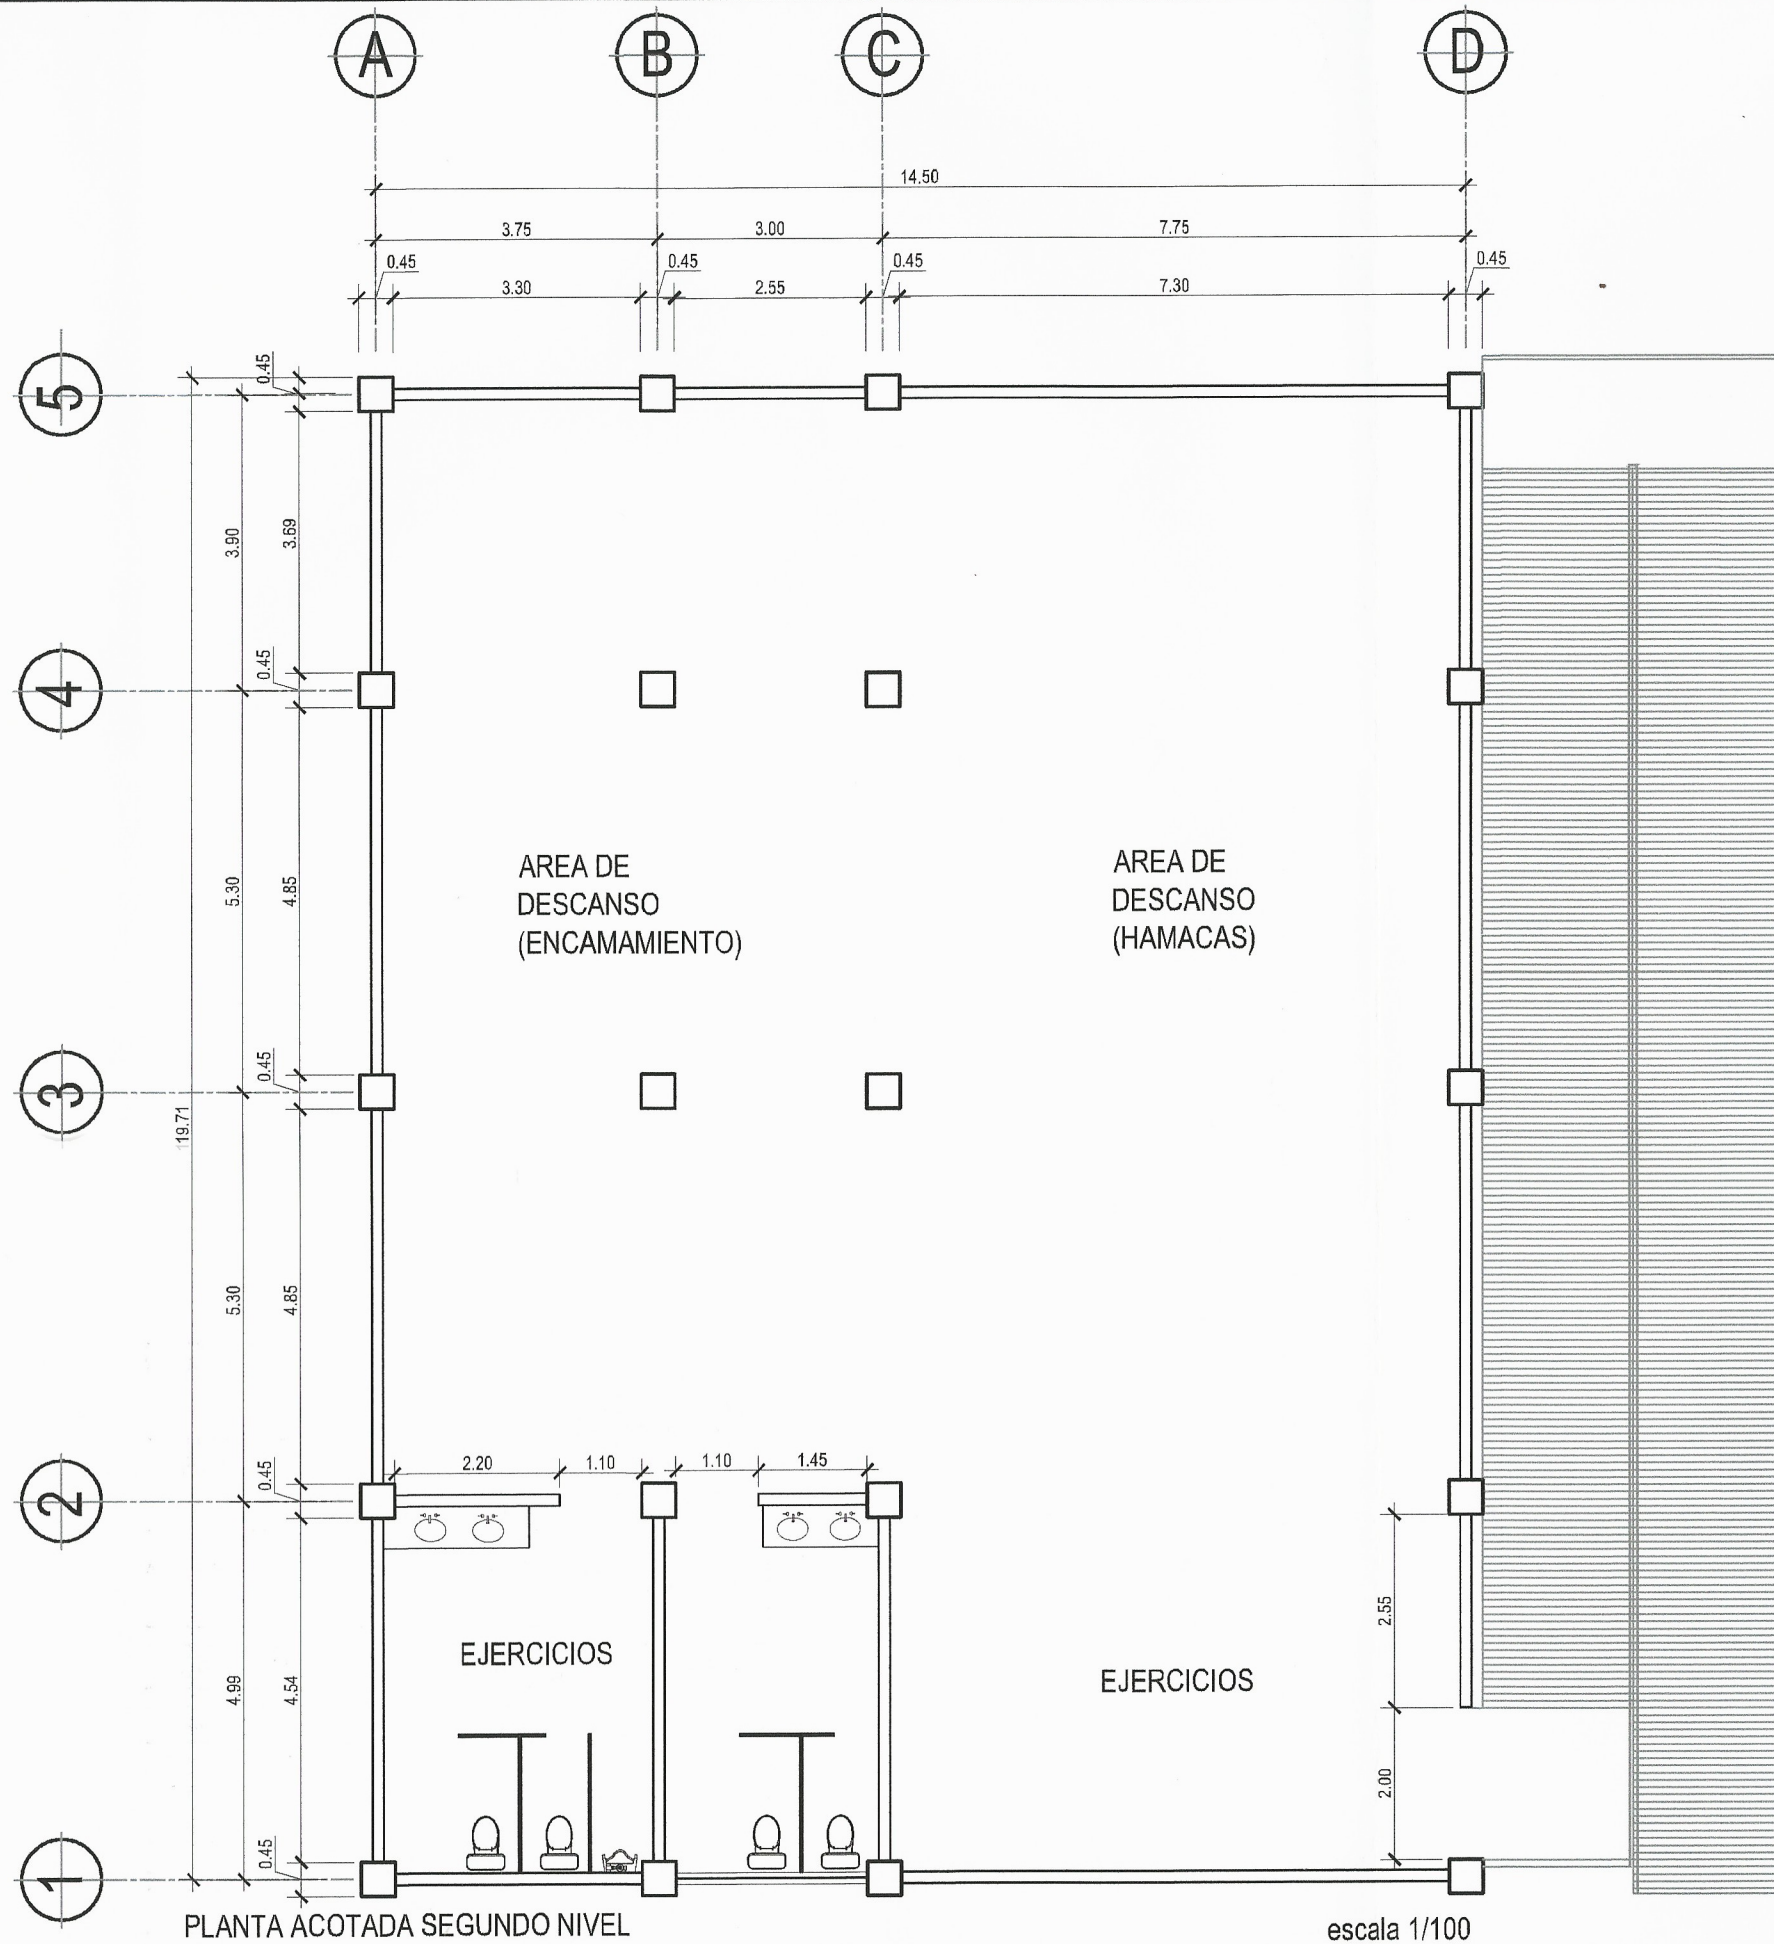 A B C D
14.50
3.75 3.00 7.75
0.45 0.45 0.45 0.45
3.30 2.55 7.30
5
0.45
3.90
3.69
4
0.45
AREA DE
DESCANSO
(ENCAMAMIENTO)
AREA DE
DESCANSO
(HAMACAS)
5.30
4.85
3
0.45
19.71
5.30
4.85
2
0.45
2.20 1.10 1.10 1.45
2.55
EJERCICIOS
EJERCICIOS
4.99
4.54
2.00
1
0.45
PLANTA ACOTADA SEGUNDO NIVEL
escala 1/100